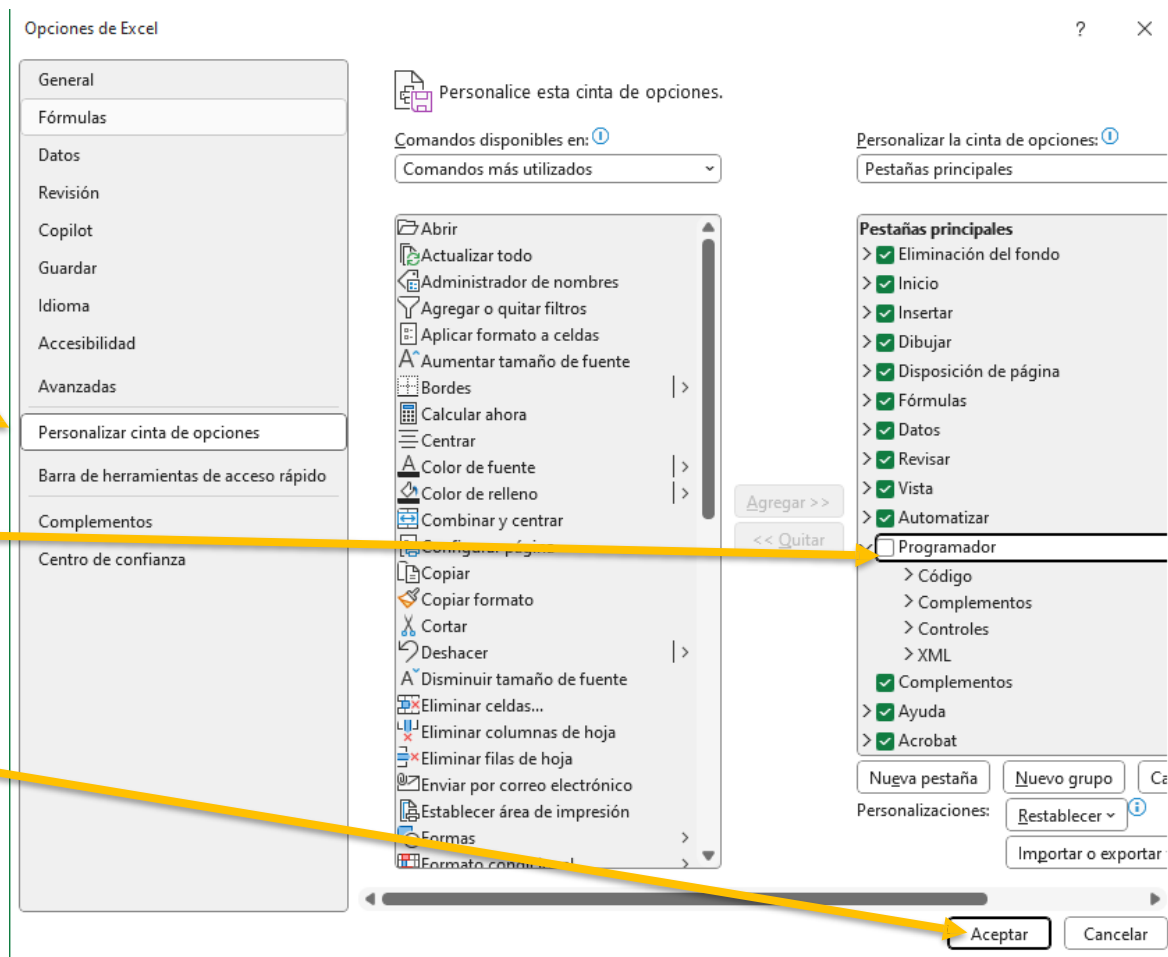 Opciones de Excel
?
General
Fórmulas
Datos
Revisión
Copilot
Guardar
Idioma
Accesibilidad
Avanzadas
Personalizar cinta de opciones
Barra de herramientas de acceso rápido
Complementos
Centro de confianza
Personalice esta cinta de opciones.
Comandos disponibles en:
Comandos más utilizados
Abrir
Actualizar todo
Administrador de nombres
Agregar o quitar filtros
Aplicar formato a celdas
Aumentar tamaño de fuente
Bordes
Calcular ahora
Centrar
Color de fuente
Color de relleno
Combinar y centrar
Configurar página
Copiar
Copiar formato
Cortar
Deshacer
Disminuir tamaño de fuente
Eliminar celdas...
Eliminar columnas de hoja
Eliminar filas de hoja
Enviar por correo electrónico
Establecer área de impresión
Formas
Formato condicional
Agregar >>
<< Quitar
Personalizar la cinta de opciones:
Pestañas principales
Pestañas principales
Eliminación del fondo
Inicio
Insertar
Dibujar
Disposición de página
Fórmulas
Datos
Revisar
Vista
Automatizar
Programador
Código
Complementos
Controles
XML
Complementos
Ayuda
Acrobat
Nueva pestaña
Nuevo grupo
Ca
Personalizaciones:
Restablecer
Importar o exportar
Aceptar
Cancelar